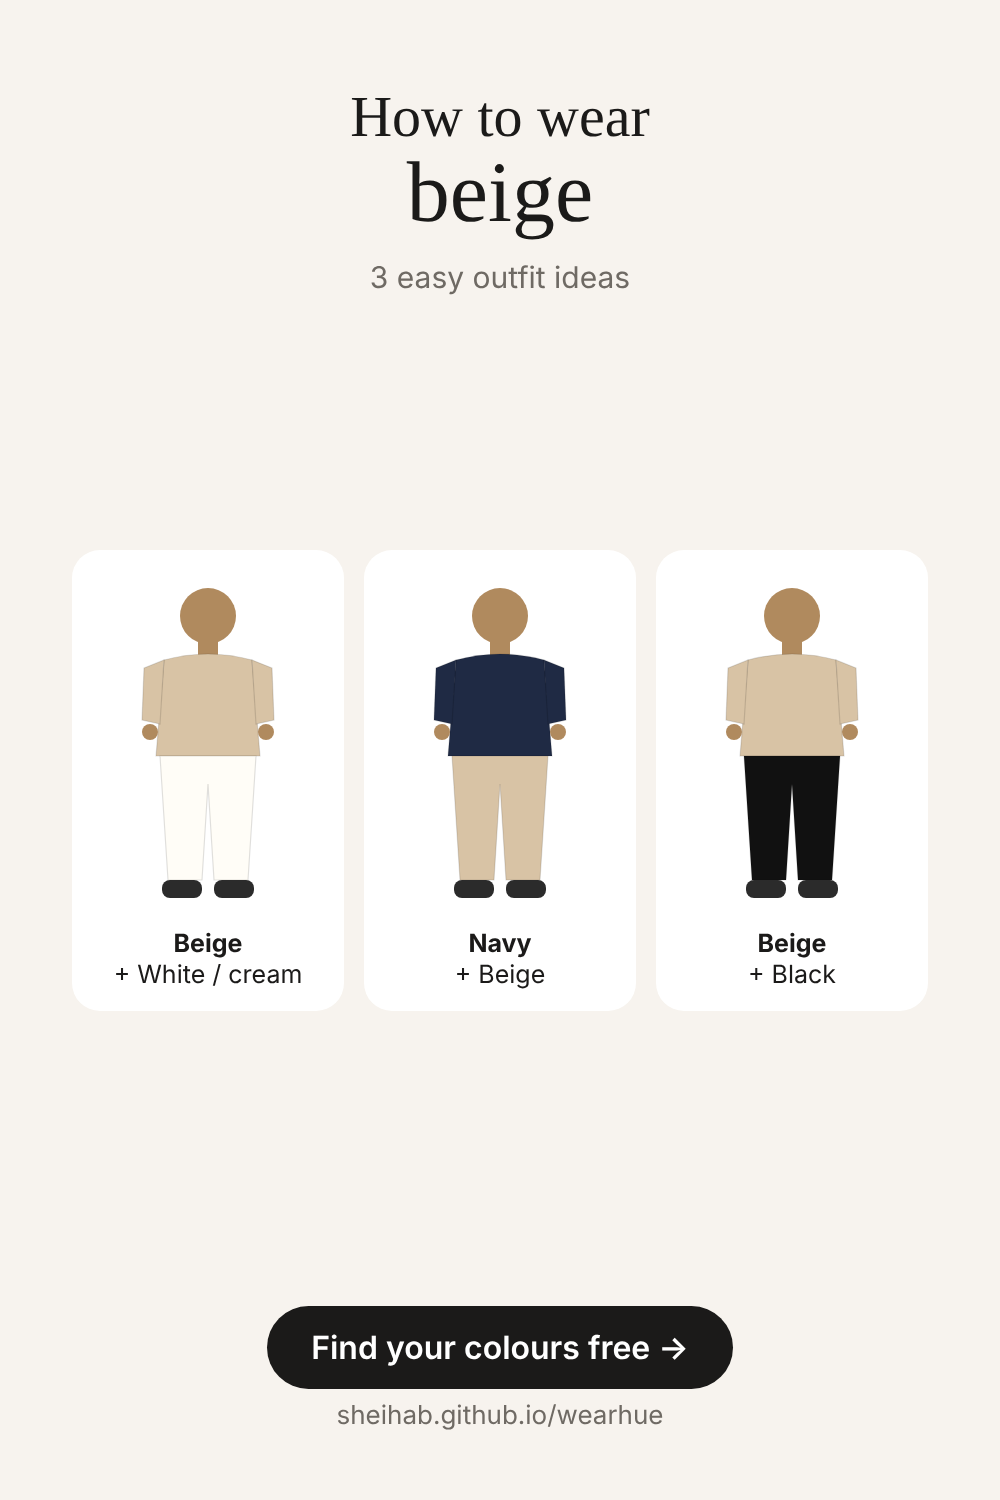 How to wear
beige
3 easy outfit ideas
Beige
+ White / cream
Navy
+ Beige
Beige
+ Black
Find your colours free →
sheihab.github.io/wearhue